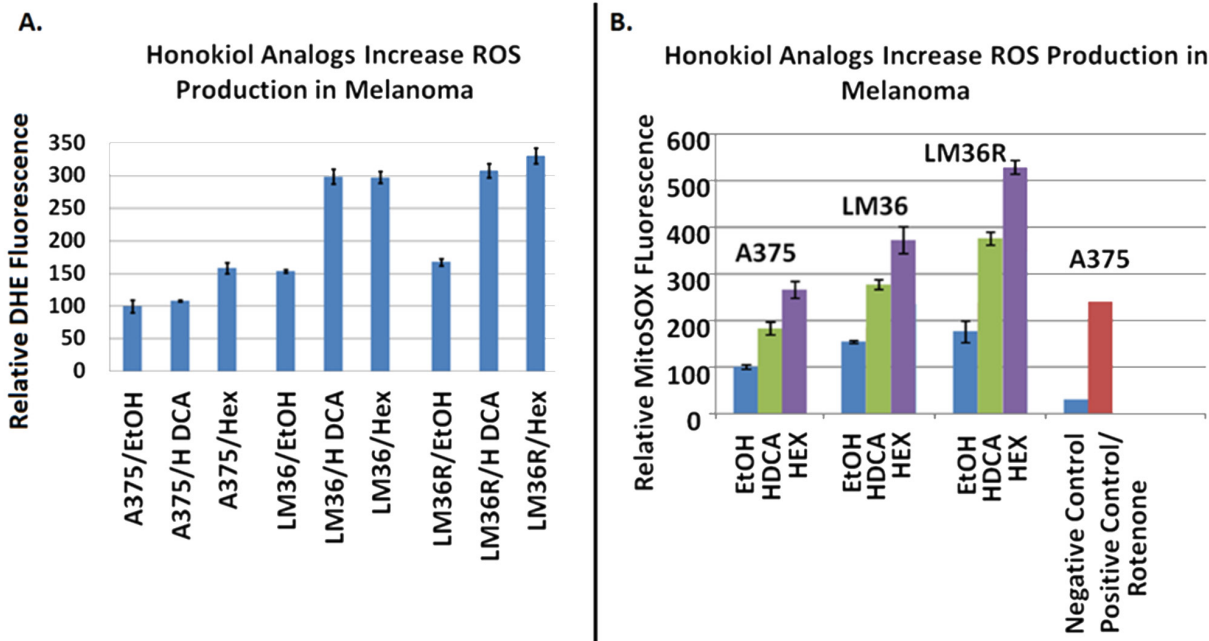 A.
Honokiol Analogs Increase ROS
Production in Melanoma
Relative DHE Fluorescence
350
300
250
200
150
100
50
0
A375/EtOH
A375/H DCA
A375/Hex
LM36/EtOH
LM36/H DCA
LM36/Hex
LM36R/EtOH
LM36R/H DCA
LM36R/Hex
B.
Honokiol Analogs Increase ROS Production in
Melanoma
Relative MitoSOX Fluorescence
600
500
400
300
200
100
0
A375
LM36
LM36R
A375
EtOH
HDCA
HEX
EtOH
HDCA
HEX
EtOH
HDCA
HEX
Negative Control
Positive Control/
Rotenone